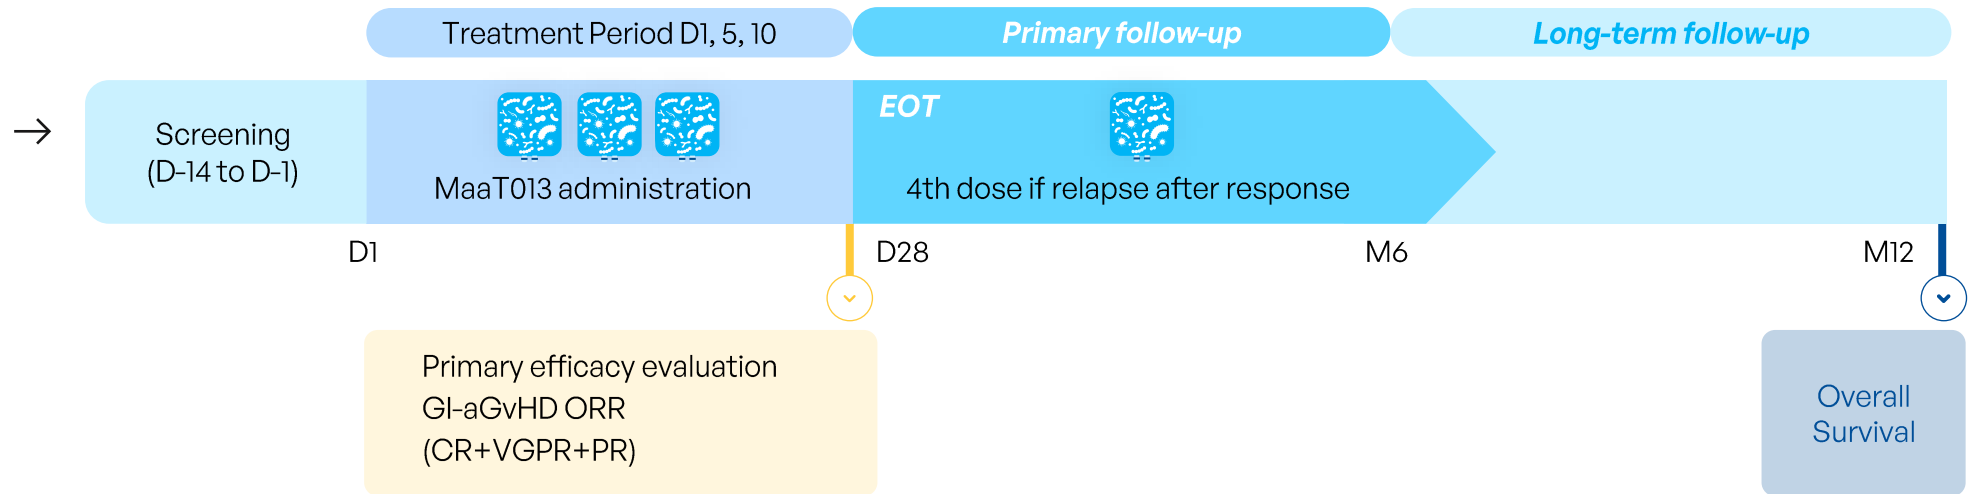 Treatment Period D1, 5, 10
Primary follow-up
Long-term follow-up
Screening
(D-14 to D-1)
MaaT013 administration
EOT
4th dose if relapse after response
D1
D28
M6
M12
Primary efficacy evaluation
GI-aGvHD ORR
(CR+VGPR+PR)
Overall
Survival